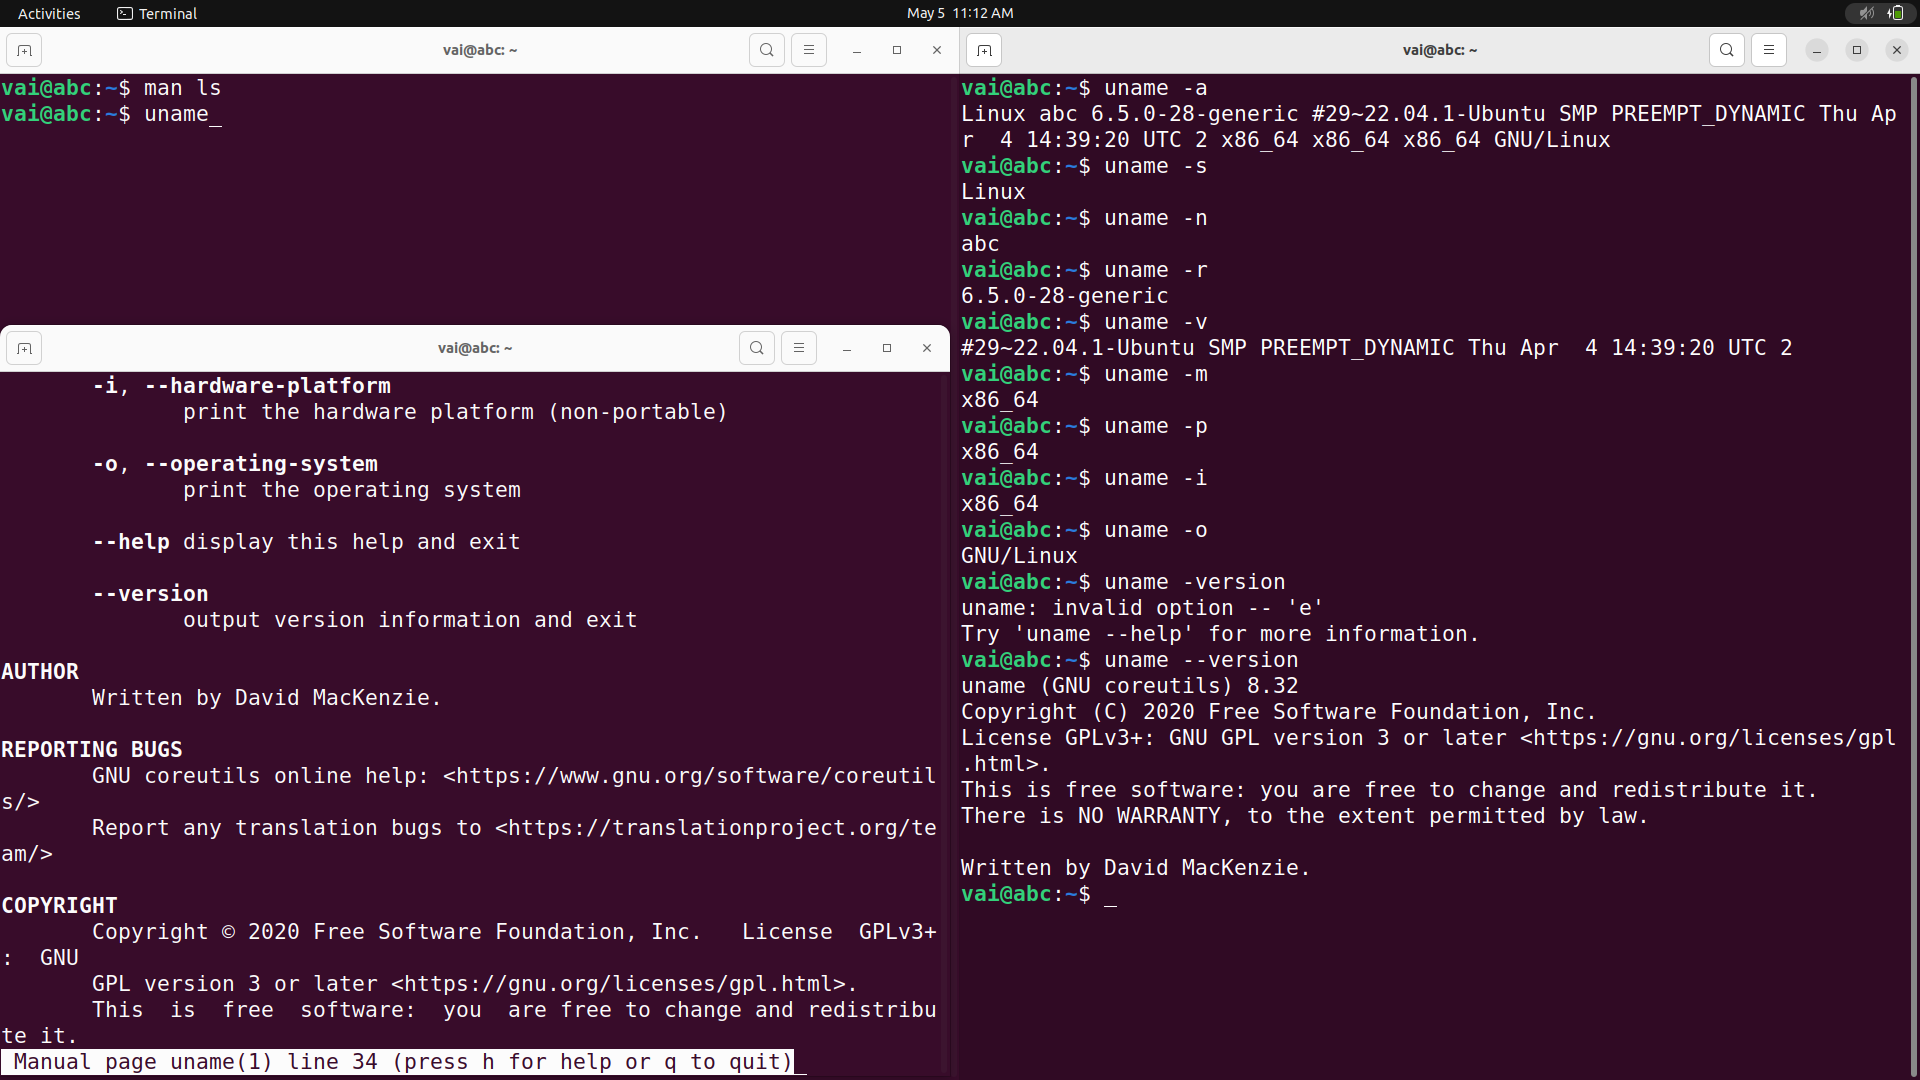 Activities Terminal May 5 11:12 AM
vai@abc: ~
vai@abc:~$ man ls
vai@abc:~$ uname_
vai@abc: ~
-i, --hardware-platform
print the hardware platform (non-portable)
-o, --operating-system
print the operating system
--help display this help and exit
--version
output version information and exit
AUTHOR
Written by David MacKenzie.
REPORTING BUGS
GNU coreutils online help: <https://www.gnu.org/software/coreutil
s/>
Report any translation bugs to <https://translationproject.org/te
am/>
COPYRIGHT
Copyright © 2020 Free Software Foundation, Inc. License GPLv3+
: GNU
GPL version 3 or later <https://gnu.org/licenses/gpl.html>.
This is free software: you are free to change and redistribu
te it.
Manual page uname(1) line 34 (press h for help or q to quit)_
vai@abc: ~
vai@abc:~$ uname -a
Linux abc 6.5.0-28-generic #29~22.04.1-Ubuntu SMP PREEMPT_DYNAMIC Thu Ap
r  4 14:39:20 UTC 2 x86_64 x86_64 x86_64 GNU/Linux
vai@abc:~$ uname -s
Linux
vai@abc:~$ uname -n
abc
vai@abc:~$ uname -r
6.5.0-28-generic
vai@abc:~$ uname -v
#29~22.04.1-Ubuntu SMP PREEMPT_DYNAMIC Thu Apr  4 14:39:20 UTC 2
vai@abc:~$ uname -m
x86_64
vai@abc:~$ uname -p
x86_64
vai@abc:~$ uname -i
x86_64
vai@abc:~$ uname -o
GNU/Linux
vai@abc:~$ uname -version
uname: invalid option -- 'e'
Try 'uname --help' for more information.
vai@abc:~$ uname --version
uname (GNU coreutils) 8.32
Copyright (C) 2020 Free Software Foundation, Inc.
License GPLv3+: GNU GPL version 3 or later <https://gnu.org/licenses/gpl
.html>.
This is free software: you are free to change and redistribute it.
There is NO WARRANTY, to the extent permitted by law.
Written by David MacKenzie.
vai@abc:~$ _